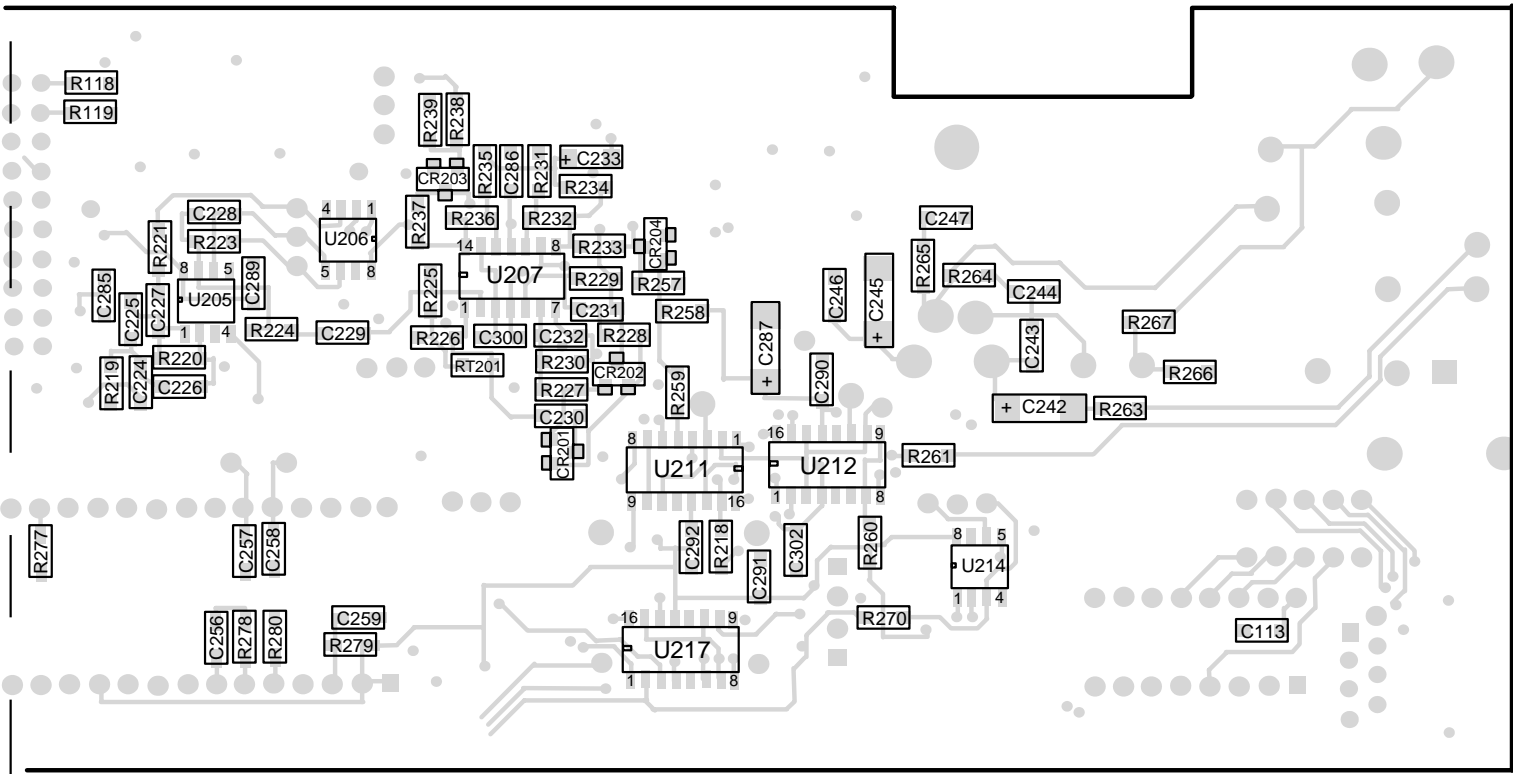 R118
R119
R239
R238
R235
C286
R231
+ C233
R234
CR203
C228
4 1
R237
R236
R232
C247
R221
R223
U206
R233
CR204
14 8
R265
5 8
8 5
C289
U207
R229
R257
R264
C285
U205
R225
C246
C245
+
C244
C225
C227
1 7
C231
R258
R267
1 4
R224
C229
R226
C300
C232
R228
C287
+
C243
R220
RT201
R230
CR202
R266
R219
C224
C226
R227
R259
C290
+ C242
R263
C230
CR201
8 1
16 9
U211
U212
R261
9 16
1 8
R277
C257
C258
C292
R218
C291
C302
R260
8 5
U214
1 4
C256
R278
R280
C259
R279
16 9
U217
1 8
R270
C113